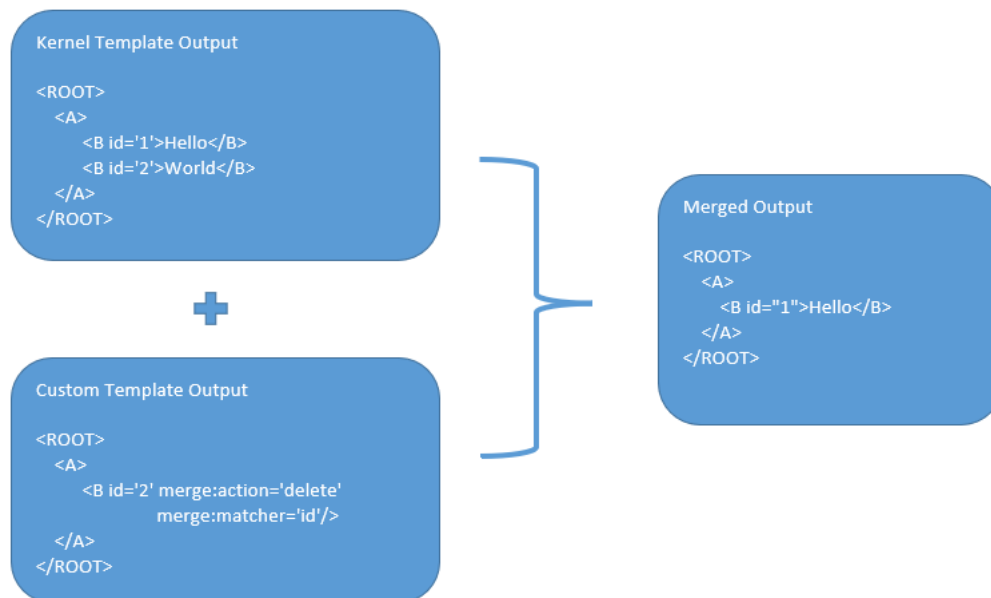 Kernel Template Output
<ROOT>
<A>
<B id='1'>Hello</B>
<B id='2'>World</B>
</A>
</ROOT>
Custom Template Output
<ROOT>
<A>
<B id='2' merge:action='delete'
merge:matcher='id'/>
</A>
</ROOT>
Merged Output
<ROOT>
<A>
<B id="1">Hello</B>
</A>
</ROOT>